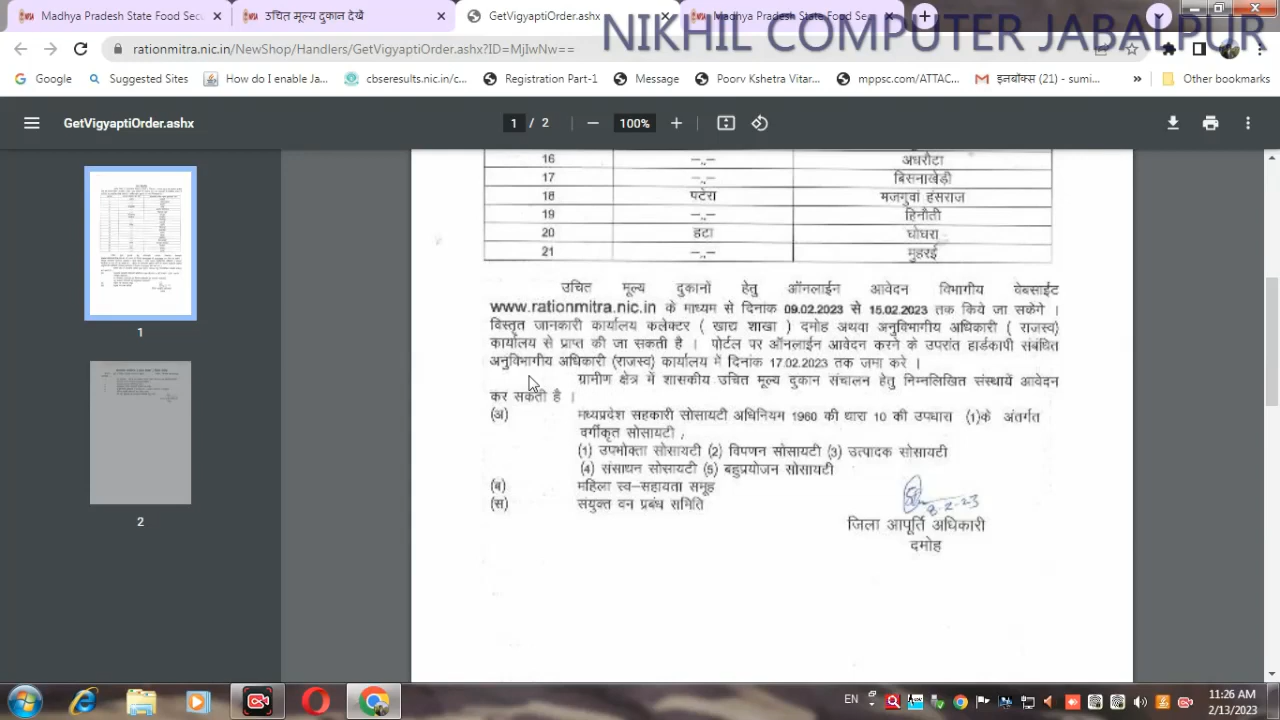 Madhya Pradesh State Food Secu
उचित मूल्य दुकान देखे
GetVigyaptiOrder.ashx
Madhya Pradesh State Food Sec
NIKHIL COMPUTER JABALPUR
rationmitra.nic.in/NewShop/Handlers/GetVigyaptiOrder.ashx?ID=MjIwNw==
Google
Suggested Sites
How do I enable Ja...
cbseresults.nic.in/c...
Registration Part-1
Message
Poorv Kshetra Vitar...
mppsc.com/ATTAC...
इनबॉक्स (21) - sumi...
»
Other bookmarks
GetVigyaptiOrder.ashx
1 / 2
100%
1
2
16 –,,– अधरौटा
17 –,,– बिसनाखेड़ी
18 पटेरा मजगुवां हंसराज
19 –,,– हिनौती
20 हटा घोघरा
21 –,,– मुहरई
उचित मूल्य दुकानों हेतु ऑनलाईन आवेदन विभागीय वेबसाईट
www.rationmitra.nic.in के माध्यम से दिनांक 09.02.2023 से 15.02.2023 तक किये जा सकेगे ।
विस्तृत जानकारी कार्यालय कलेक्टर ( खाद्य शाखा ) दमोह अथवा अनुविभागीय अधिकारी ( राजस्व)
कार्यालय से प्राप्त की जा सकती है । पोर्टल पर ऑनलाईन आवेदन करने के उपरांत हार्डकापी संबंधित
अनुविभागीय अधिकारी (राजस्व) कार्यालय में दिनांक 17.02.2023 तक जमा करे ।
ग्रामीण क्षेत्र में शासकीय उचित मूल्य दुकान संचालन हेतु निम्नलिखित संस्थायें आवेदन
कर सकती है ।
(अ) मध्यप्रदेश सहकारी सोसायटी अधिनियम 1960 की धारा 10 की उपधारा (1)के अंतर्गत
वर्गीकृत सोसायटी ,
(1) उपभोक्ता सोसायटी (2) विपणन सोसायटी (3) उत्पादक सोसायटी
(4) संसाधन सोसायटी (5) बहुप्रयोजन सोसायटी
(ब) महिला स्व–सहायता समूह
(स) संयुक्त वन प्रबंध समिति
8-2-23
जिला आपूर्ति अधिकारी
दमोह
EN
11:26 AM
2/13/2023